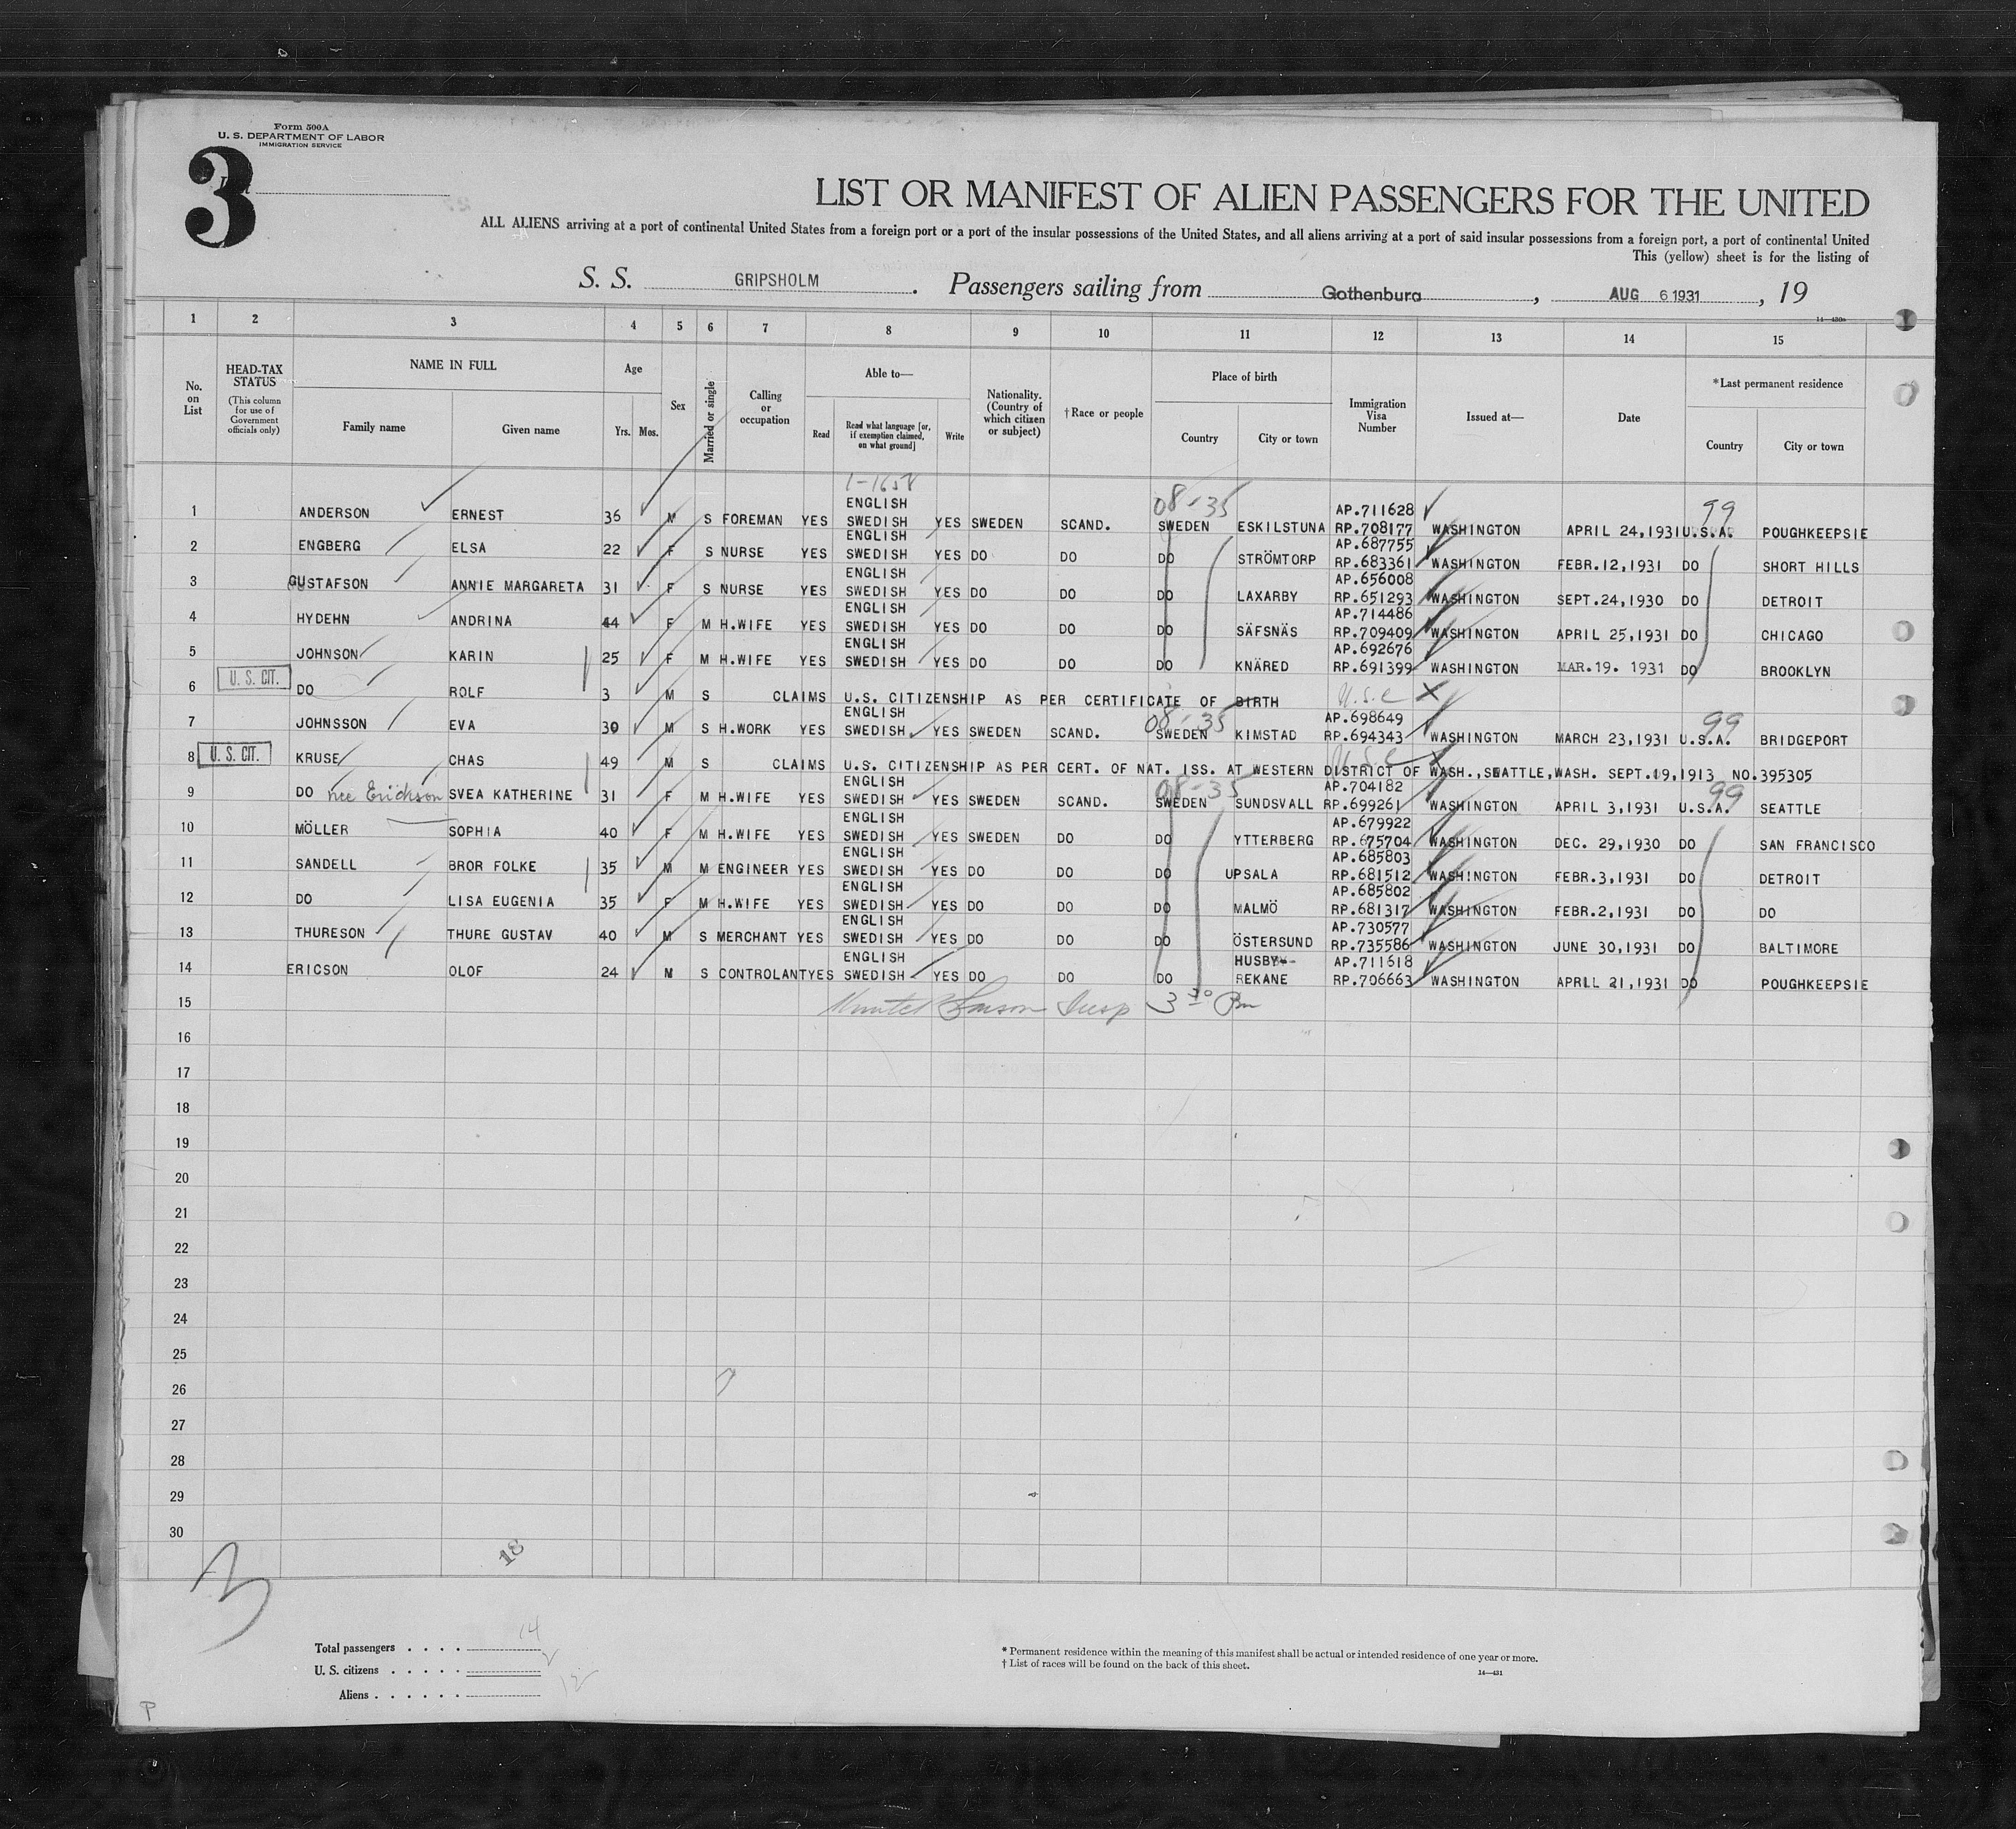 Form 500A
U. S. DEPARTMENT OF LABOR
IMMIGRATION SERVICE
3
LIST OR MANIFEST OF ALIEN PASSENGERS FOR THE UNITED
ALL ALIENS arriving at a port of continental United States from a foreign port or a port of the insular possessions of the United States, and all aliens arriving at a port of said insular possessions from a foreign port, a port of continental United
This (yellow) sheet is for the listing of
S. S. GRIPSHOLM. Passengers sailing from Gothenburg, AUG 6 1931, 19
14—430a
1 2 3 4 5 6 7 8 9 10 11 12 13 14 15
No. on List
HEAD-TAX STATUS
(This column for use of Government officials only)
NAME IN FULL
Family name Given name
Age
Yrs. Mos.
Sex
Married or single
Calling or occupation
Able to—
Read
Read what language [or, if exemption claimed, on what ground]
Write
Nationality. (Country of which citizen or subject)
†Race or people
Place of birth
Country City or town
Immigration Visa Number
Issued at—
Date
*Last permanent residence
Country City or town
1-1658
08-35 99
ENGLISH AP.711628
1 ANDERSON ERNEST 36 M S FOREMAN YES SWEDISH YES SWEDEN SCAND. SWEDEN ESKILSTUNA RP.708177 WASHINGTON APRIL 24,1931 U.S.A. POUGHKEEPSIE
ENGLISH AP.687755
2 ENGBERG ELSA 22 F S NURSE YES SWEDISH YES DO DO DO STRÖMTORP RP.683361 WASHINGTON FEBR.12,1931 DO SHORT HILLS
ENGLISH AP.656008
3 GUSTAFSON ANNIE MARGARETA 31 F S NURSE YES SWEDISH YES DO DO DO LAXARBY RP.651293 WASHINGTON SEPT.24,1930 DO DETROIT
ENGLISH AP.714486
4 HYDEHN ANDRINA 44 F M H.WIFE YES SWEDISH YES DO DO DO SÄFSNÄS RP.709409 WASHINGTON APRIL 25,1931 DO CHICAGO
ENGLISH AP.692676
5 JOHNSON KARIN 25 F M H.WIFE YES SWEDISH YES DO DO DO KNÄRED RP.691399 WASHINGTON MAR.19. 1931 DO BROOKLYN
U. S. CIT.
6 DO ROLF 3 M S CLAIMS U.S. CITIZENSHIP AS PER CERTIFICATE OF BIRTH U.S.C X
ENGLISH 08-35 AP.698649 99
7 JOHNSSON EVA 30 M S H.WORK YES SWEDISH YES SWEDEN SCAND. SWEDEN KIMSTAD RP.694343 WASHINGTON MARCH 23,1931 U.S.A. BRIDGEPORT
U. S. CIT. U.S.C
8 KRUSE CHAS 49 M S CLAIMS U.S. CITIZENSHIP AS PER CERT. OF NAT. ISS. AT WESTERN DISTRICT OF WASH.,SEATTLE,WASH. SEPT.19,1913 NO.395305
ENGLISH 08-35 AP.704182 99
9 DO nee Erickson SVEA KATHERINE 31 F M H.WIFE YES SWEDISH YES SWEDEN SCAND. SWEDEN SUNDSVALL RP.699261 WASHINGTON APRIL 3,1931 U.S.A. SEATTLE
ENGLISH AP.679922
10 MÖLLER SOPHIA 40 F M H.WIFE YES SWEDISH YES SWEDEN DO DO YTTERBERG RP.675704 WASHINGTON DEC. 29,1930 DO SAN FRANCISCO
ENGLISH AP.685803
11 SANDELL BROR FOLKE 35 M M ENGINEER YES SWEDISH YES DO DO DO UPSALA RP.681512 WASHINGTON FEBR.3,1931 DO DETROIT
ENGLISH AP.685802
12 DO LISA EUGENIA 35 F M H.WIFE YES SWEDISH YES DO DO DO MALMÖ RP.681317 WASHINGTON FEBR.2,1931 DO DO
ENGLISH AP.730577
13 THURESON THURE GUSTAV 40 M S MERCHANT YES SWEDISH YES DO DO DO ÖSTERSUND RP.735586 WASHINGTON JUNE 30,1931 DO BALTIMORE
ENGLISH HUSBY- AP.711618
14 ERICSON OLOF 24 M S CONTROLANT YES SWEDISH YES DO DO DO REKANE RP.706663 WASHINGTON APRIL 21,1931 DO POUGHKEEPSIE
15 Insp 3 30 Pm
16
17
18
19
20
21
22
23
24
25
26
27
28
29
30
3
18
Total passengers . . . . 14
U. S. citizens . . . . . 2
Aliens . . . . . . 12
* Permanent residence within the meaning of this manifest shall be actual or intended residence of one year or more.
† List of races will be found on the back of this sheet.
14—431
P